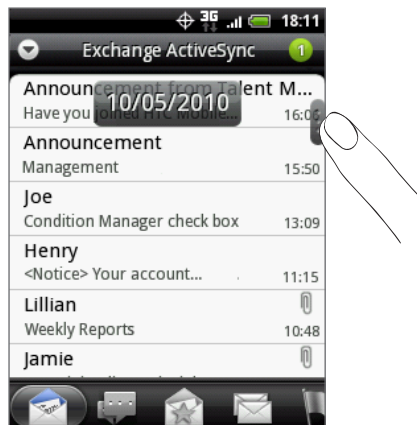 3G 18:11
Exchange ActiveSync 1
Announcement from Talent M...
10/05/2010
Have you joined HTC Mobile... 16:06
Announcement
Management 15:50
Joe
Condition Manager check box 13:09
Henry
<Notice> Your account... 11:15
Lillian
Weekly Reports 10:48
Jamie